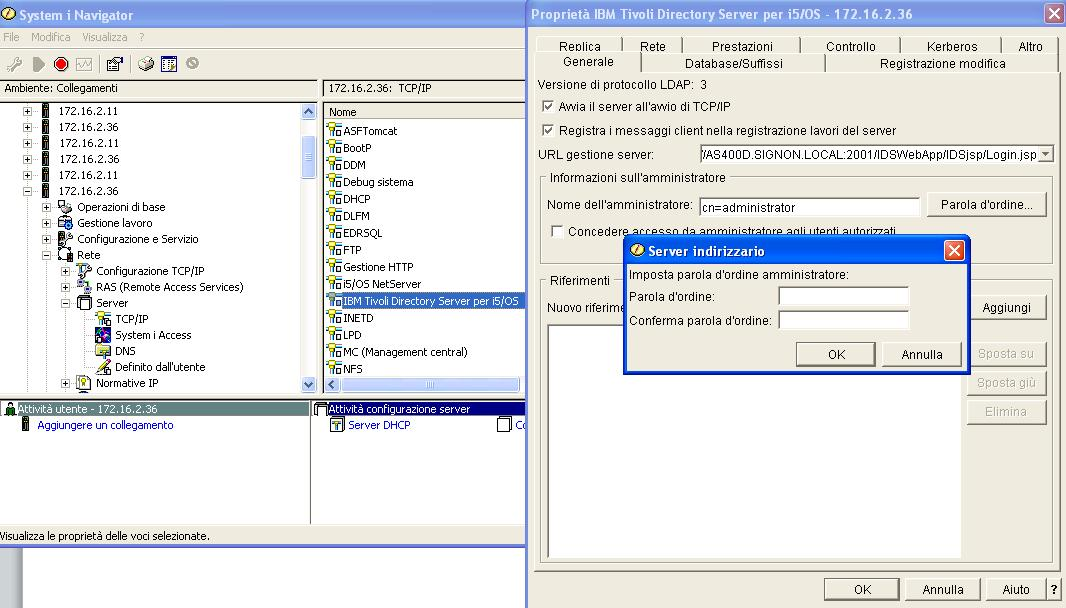 System i Navigator
File Modifica Visualizza ?
Ambiente: Collegamenti
172.16.2.36: TCP/IP
172.16.2.11
172.16.2.36
172.16.2.11
172.16.2.36
172.16.2.11
172.16.2.36
Operazioni di base
Gestione lavoro
Configurazione e Servizio
Rete
Configurazione TCP/IP
RAS (Remote Access Services)
Server
TCP/IP
System i Access
DNS
Definito dall'utente
Normative IP
Nome
ASFTomcat
BootP
DDM
Debug sistema
DHCP
DLFM
EDRSQL
FTP
Gestione HTTP
i5/OS NetServer
IBM Tivoli Directory Server per i5/OS
INETD
LPD
MC (Management central)
NFS
Attività utente - 172.16.2.36
Aggiungere un collegamento
Attività configurazione server
Server DHCP
Visualizza le proprietà delle voci selezionate.
Proprietà IBM Tivoli Directory Server per i5/OS - 172.16.2.36
Replica Rete Prestazioni Controllo Kerberos Altro
Generale Database/Suffissi Registrazione modifica
Versione di protocollo LDAP: 3
Avvia il server all'avvio di TCP/IP
Registra i messaggi client nella registrazione lavori del server
URL gestione server: //AS400D.SIGNON.LOCAL:2001/IDSWebApp/IDSjsp/Login.jsp
Informazioni sull'amministratore
Nome dell'amministratore: cn=administrator Parola d'ordine...
Concedere accesso da amministratore agli utenti autorizzati
Riferimenti
Nuovo riferime
Aggiungi
Sposta su
Sposta giù
Elimina
Server indirizzario
Imposta parola d'ordine amministratore:
Parola d'ordine:
Conferma parola d'ordine:
OK Annulla
OK Annulla Aiuto ?